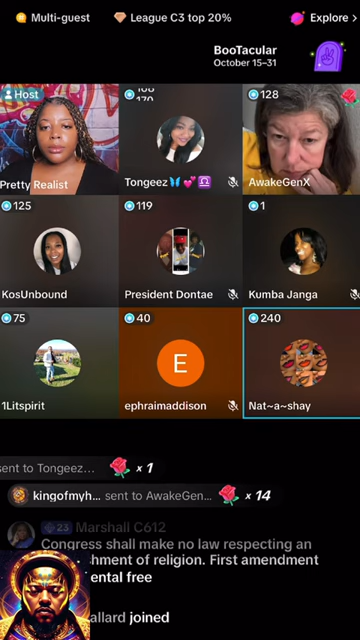 Multi-guest
League C3 top 20%
Explore >
BooTacular
October 15–31
Host
Pretty Realist
170
Tongeez
128
AwakeGenX
125
KosUnbound
119
President Dontae
1
Kumba Janga
75
1Litspirit
40
E
ephraimaddison
240
Nat~a~shay
sent to Tongeez...
x 1
kingofmyh... sent to AwakeGen...
x 14
23 Marshall C612
Congress shall make no law respecting an
shment of religion. First amendment
ental free
allard joined